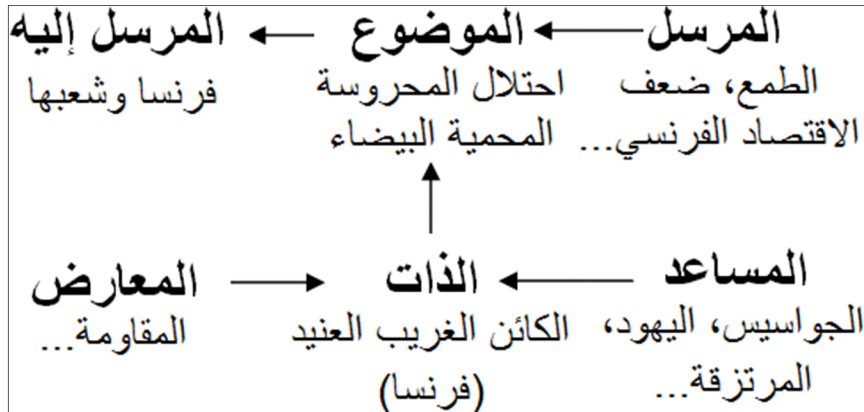 المرسل الموضوع المرسل إليه
الطمع، ضعف احتلال المحروسة فرنسا وشعبها
الاقتصاد الفرنسي... المحمية البيضاء
المساعد الذات المعارض
الجواسيس، اليهود، الكائن الغريب العنيد المقاومة...
المرتزقة... (فرنسا)